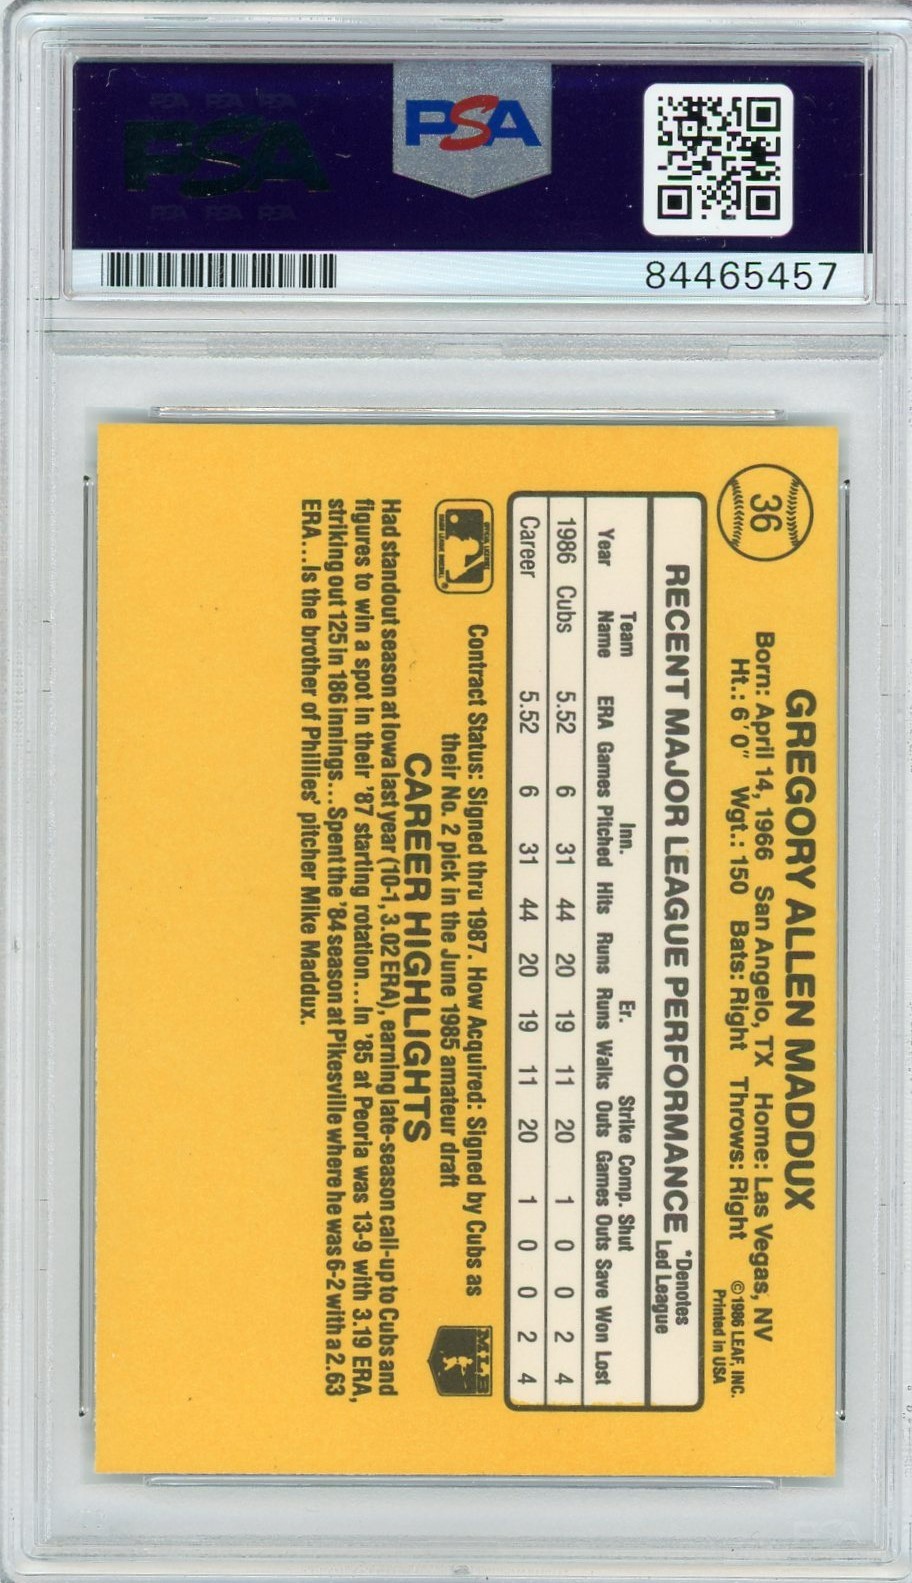 PSA PSA PSA
PSA
PSA PSA PSA
PSA
84465457
36
GREGORY ALLEN MADDUX
Born: April 14, 1966 San Angelo, TX Home: Las Vegas, NV
Ht.: 6'0" Wgt.: 150 Bats: Right Throws: Right
©1986 LEAF, INC.
Printed in USA
RECENT MAJOR LEAGUE PERFORMANCE
*Denotes
Led League
Team Inn. Er. Strike Comp. Shut
Year Name ERA Games Pitched Hits Runs Runs Walks Outs Games Outs Save Won Lost
1986 Cubs 5.52 6 31 44 20 19 11 20 1 0 0 2 4
Career 5.52 6 31 44 20 19 11 20 1 0 0 2 4
Contract Status: Signed thru 1987. How Acquired: Signed by Cubs as
their No. 2 pick in the June 1985 amateur draft
MLB
CAREER HIGHLIGHTS
Had standout season at Iowa last year (10-1, 3.02 ERA), earning late-season call-up to Cubs and
figures to win a spot in their '87 starting rotation...In '85 at Peoria was 13-9 with 3.19 ERA,
striking out 125 in 186 innings...Spent the '84 season at Pikesville where he was 6-2 with a 2.63
ERA...Is the brother of Phillies' pitcher Mike Maddux.